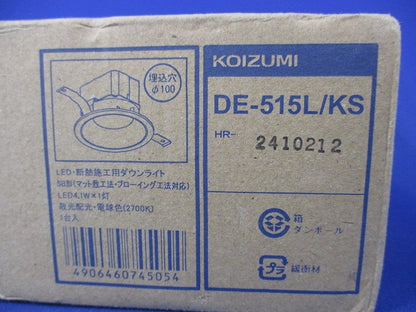 埋込穴
φ100
LED・断熱施工用ダウンライト
SB形(マット敷工法・ブローイング工法対応)
LED4.1W×1灯
散光配光・電球色(2700K)
1台入
4906460745054
KOIZUMI
DE-515L/KS
HR- 2410212
箱
ダンボール
プラ
緩衝材